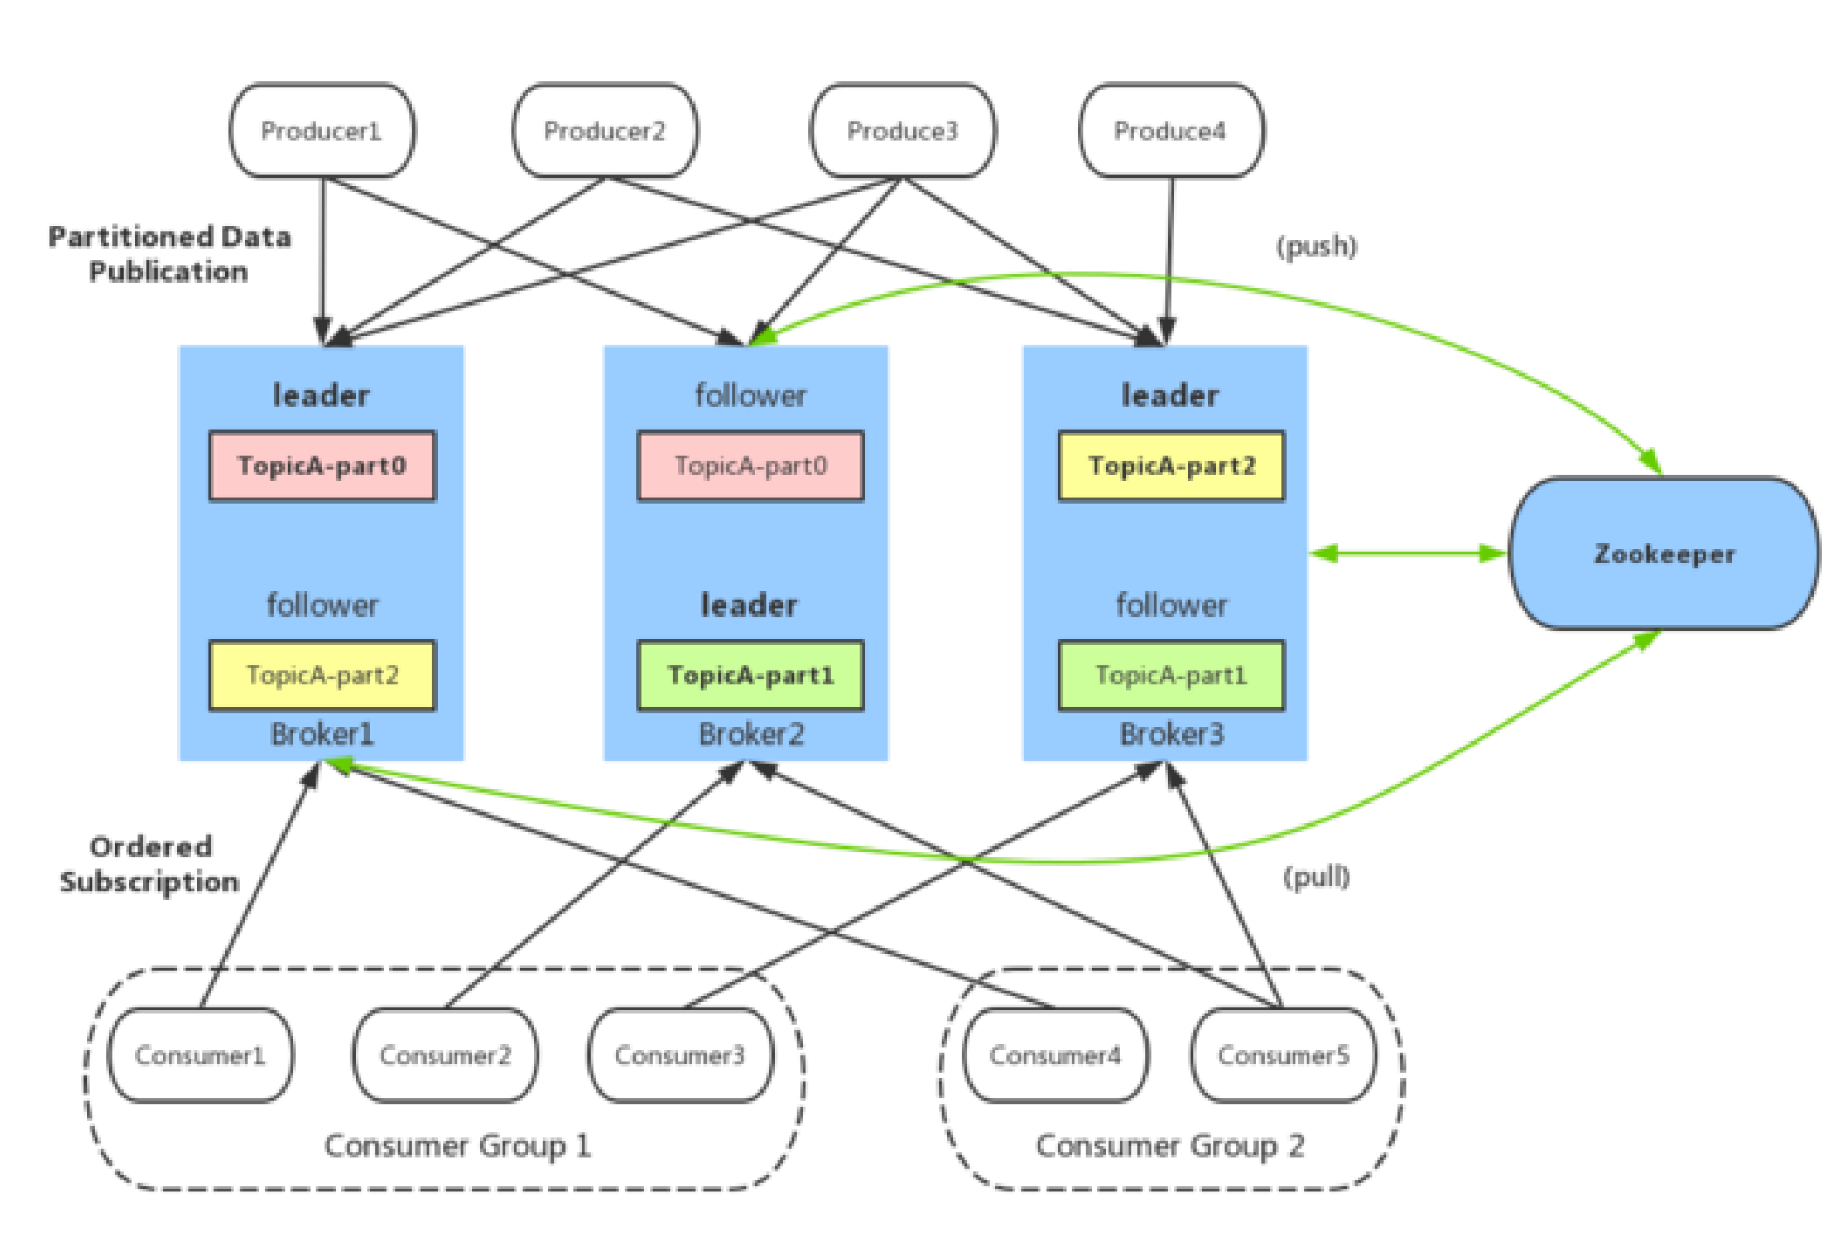 Producer1
Producer2
Produce3
Produce4
Partitioned Data
Publication
(push)
leader
follower
leader
TopicA-part0
TopicA-part0
TopicA-part2
Zookeeper
follower
leader
follower
TopicA-part2
TopicA-part1
TopicA-part1
Broker1
Broker2
Broker3
Ordered
Subscription
(pull)
Consumer1
Consumer2
Consumer3
Consumer4
Consumer5
Consumer Group 1
Consumer Group 2